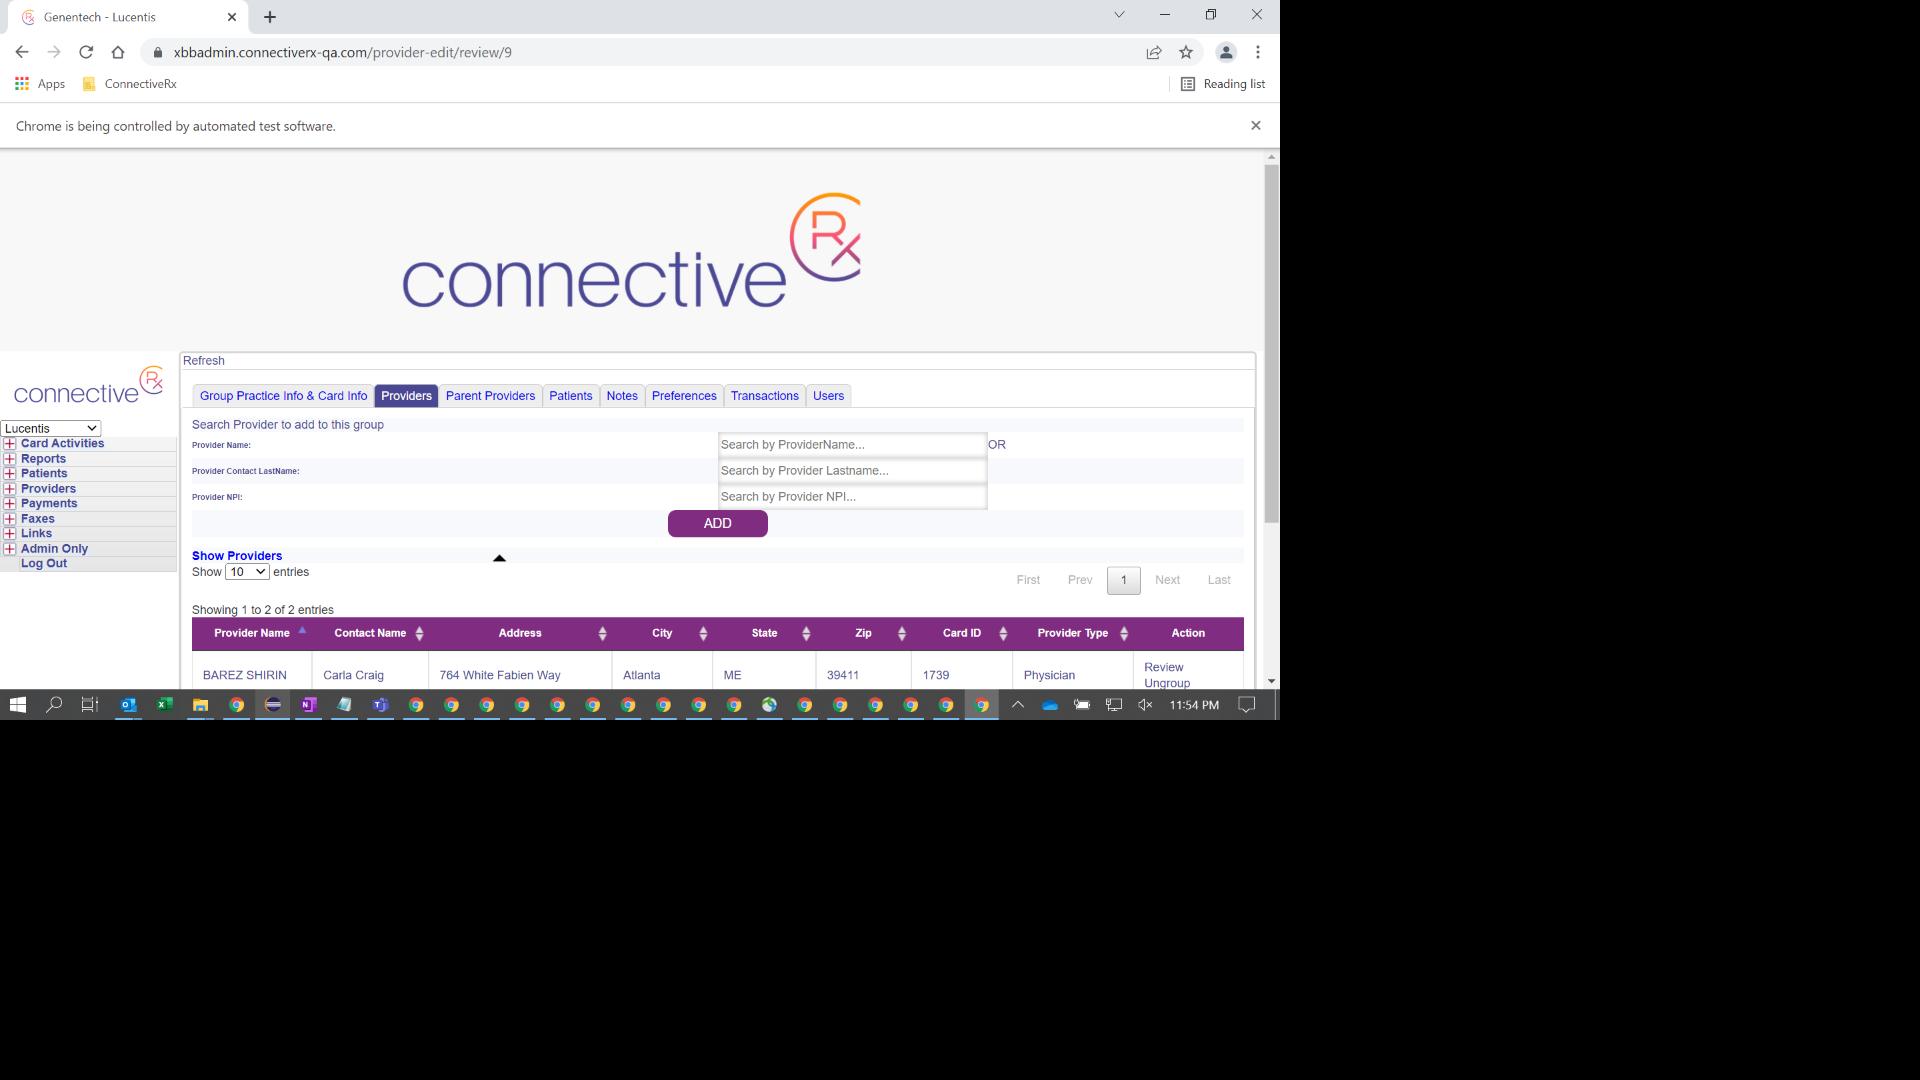 Genentech - Lucentis
xbbadmin.connectiverx-qa.com/provider-edit/review/9
Apps ConnectiveRx Reading list
Chrome is being controlled by automated test software.
connective Rx
Refresh
connective Rx
Group Practice Info & Card Info Providers Parent Providers Patients Notes Preferences Transactions Users
Lucentis
Card Activities
Reports
Patients
Providers
Payments
Faxes
Links
Admin Only
Log Out
Search Provider to add to this group
Provider Name: Search by ProviderName... OR
Provider Contact LastName: Search by Provider Lastname...
Provider NPI: Search by Provider NPI...
ADD
Show Providers
Show 10 entries
First Prev 1 Next Last
Showing 1 to 2 of 2 entries
Provider Name Contact Name Address City State Zip Card ID Provider Type Action
BAREZ SHIRIN Carla Craig 764 White Fabien Way Atlanta ME 39411 1739 Physician Review
Ungroup
11:54 PM